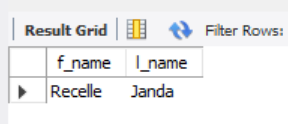 Result Grid Filter Rows:
f_name l_name
Recelle Janda